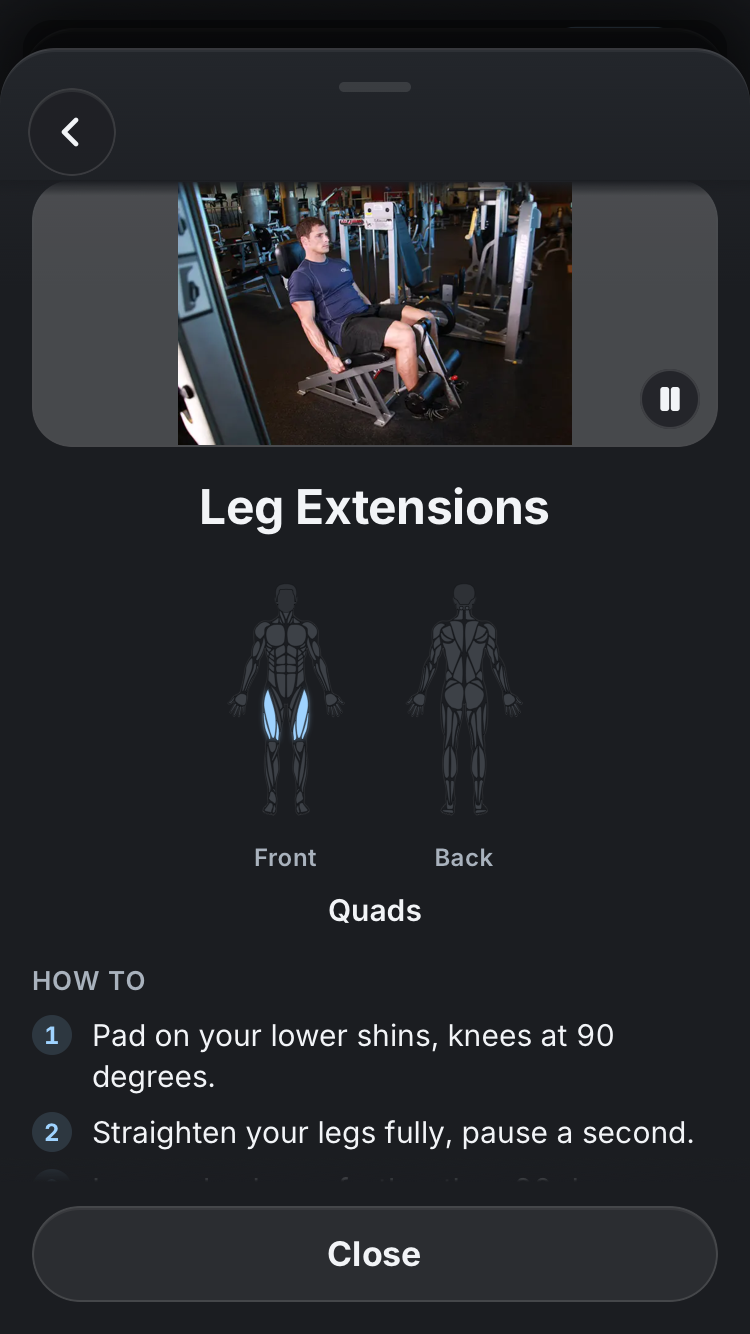 Leg Extensions
Front
Back
Quads
HOW TO
1 Pad on your lower shins, knees at 90
degrees.
2 Straighten your legs fully, pause a second.
Close